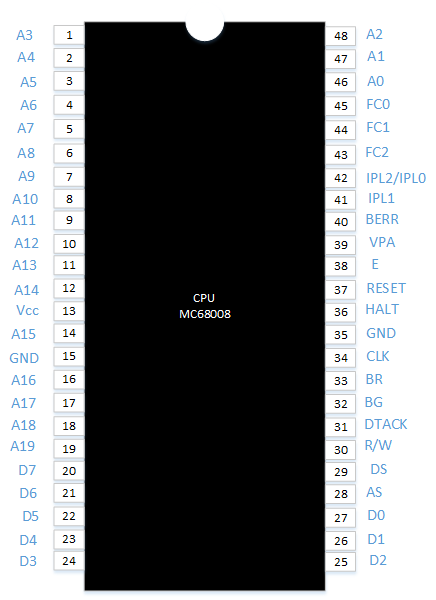 A3 1 48 A2
A4 2 47 A1
A5 3 46 A0
A6 4 45 FC0
A7 5 44 FC1
A8 6 43 FC2
A9 7 42 IPL2/IPL0
A10 8 41 IPL1
A11 9 40 BERR
A12 10 39 VPA
A13 11 38 E
A14 12 37 RESET
Vcc 13 36 HALT
CPU
MC68008
A15 14 35 GND
GND 15 34 CLK
A16 16 33 BR
A17 17 32 BG
A18 18 31 DTACK
A19 19 30 R/W
D7 20 29 DS
D6 21 28 AS
D5 22 27 D0
D4 23 26 D1
D3 24 25 D2